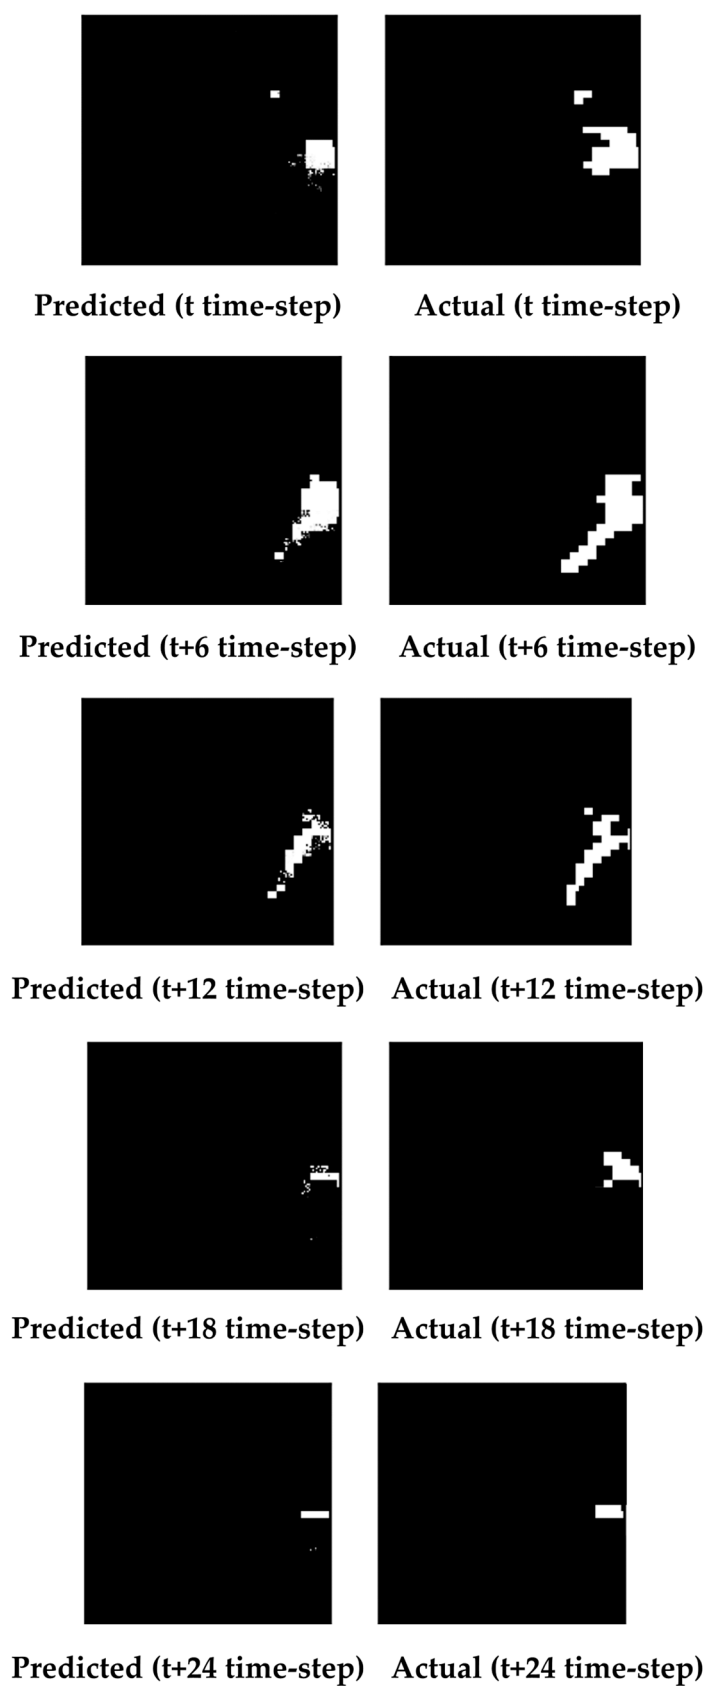 Predicted (t time-step) Actual (t time-step)
Predicted (t+6 time-step) Actual (t+6 time-step)
Predicted (t+12 time-step) Actual (t+12 time-step)
Predicted (t+18 time-step) Actual (t+18 time-step)
Predicted (t+24 time-step) Actual (t+24 time-step)